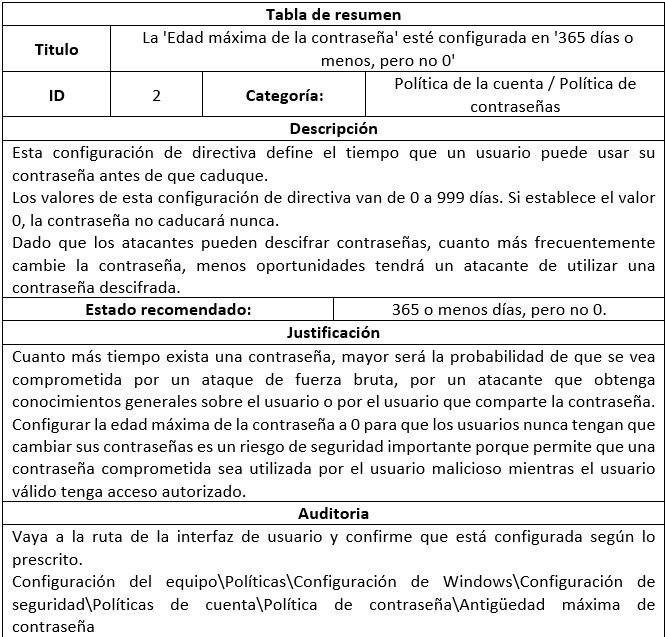 Tabla de resumen
Titulo
La 'Edad máxima de la contraseña' esté configurada en '365 días o
menos, pero no 0'
ID
2
Categoría:
Política de la cuenta / Política de
contraseñas
Descripción
Esta configuración de directiva define el tiempo que un usuario puede usar su
contraseña antes de que caduque.
Los valores de esta configuración de directiva van de 0 a 999 días. Si establece el valor
0, la contraseña no caducará nunca.
Dado que los atacantes pueden descifrar contraseñas, cuanto más frecuentemente
cambie la contraseña, menos oportunidades tendrá un atacante de utilizar una
contraseña descifrada.
Estado recomendado:
365 o menos días, pero no 0.
Justificación
Cuanto más tiempo exista una contraseña, mayor será la probabilidad de que se vea
comprometida por un ataque de fuerza bruta, por un atacante que obtenga
conocimientos generales sobre el usuario o por el usuario que comparte la contraseña.
Configurar la edad máxima de la contraseña a 0 para que los usuarios nunca tengan que
cambiar sus contraseñas es un riesgo de seguridad importante porque permite que una
contraseña comprometida sea utilizada por el usuario malicioso mientras el usuario
válido tenga acceso autorizado.
Auditoria
Vaya a la ruta de la interfaz de usuario y confirme que está configurada según lo
prescrito.
Configuración del equipo\Políticas\Configuración de Windows\Configuración de
seguridad\Políticas de cuenta\Política de contraseña\Antigüedad máxima de
contraseña